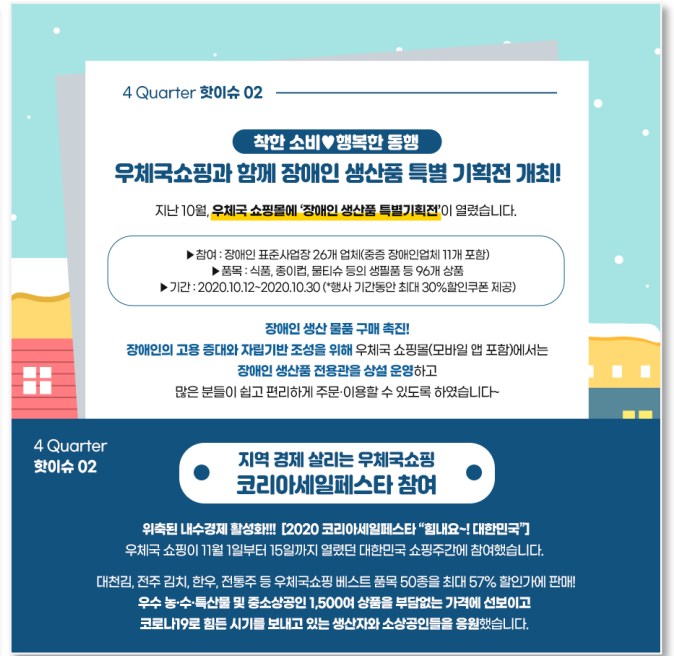 4 Quarter 핫이슈 02
착한 소비♥행복한 동행
우체국쇼핑과 함께 장애인 생산품 특별 기획전 개최!
지난 10월, 우체국 쇼핑몰에 '장애인 생산품 특별기획전'이 열렸습니다.
▶참여 : 장애인 표준사업장 26개 업체(중증 장애인업체 11개 포함)
▶품목 : 식품, 종이컵, 물티슈 등의 생필품 등 96개 상품
▶기간 : 2020.10.12~2020.10.30 (*행사 기간동안 최대 30%할인쿠폰 제공)
장애인 생산 물품 구매 촉진!
장애인의 고용 증대와 자립기반 조성을 위해 우체국 쇼핑몰(모바일 앱 포함)에서는
장애인 생산품 전용관을 상설 운영하고
많은 분들이 쉽고 편리하게 주문·이용할 수 있도록 하였습니다~
4 Quarter
핫이슈 02
지역 경제 살리는 우체국쇼핑
코리아세일페스타 참여
위축된 내수경제 활성화!!! [2020 코리아세일페스타 "힘내요~! 대한민국"]
우체국 쇼핑이 11월 1일부터 15일까지 열렸던 대한민국 쇼핑주간에 참여했습니다.
대천김, 전주 김치, 한우, 전통주 등 우체국쇼핑 베스트 품목 50종을 최대 57% 할인가에 판매!
우수 농·수·특산물 및 중소상공인 1,500여 상품을 부담없는 가격에 선보이고
코로나19로 힘든 시기를 보내고 있는 생산자와 소상공인들을 응원했습니다.